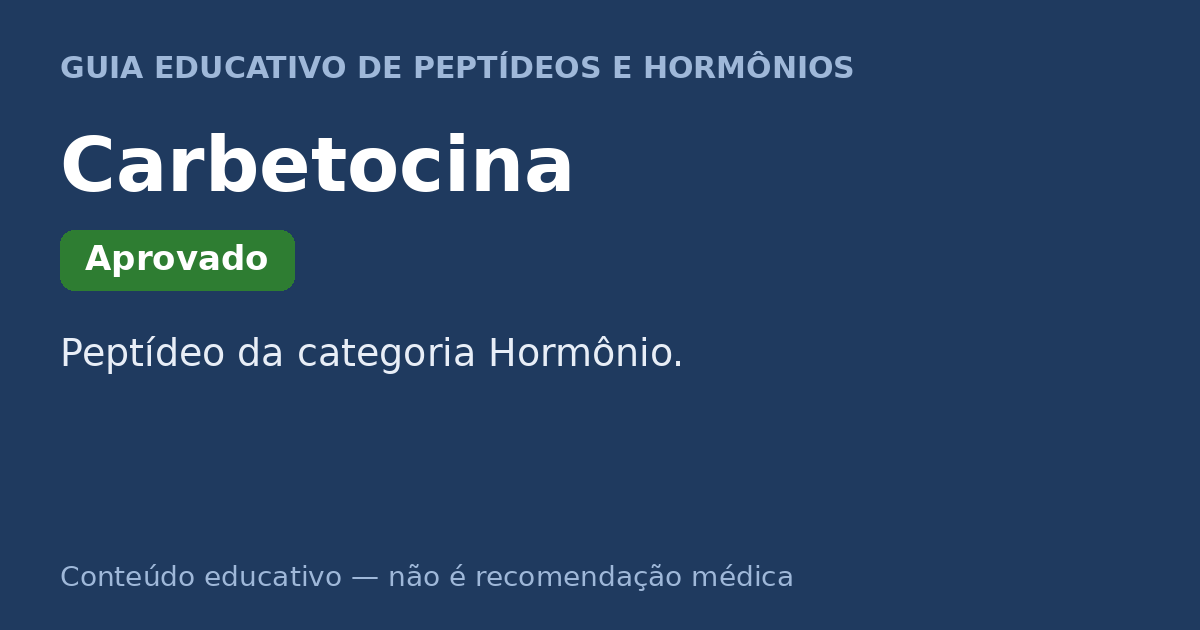 GUIA EDUCATIVO DE PEPTÍDEOS E HORMÔNIOS
Carbetocina
Aprovado
Peptídeo da categoria Hormônio.
Conteúdo educativo — não é recomendação médica